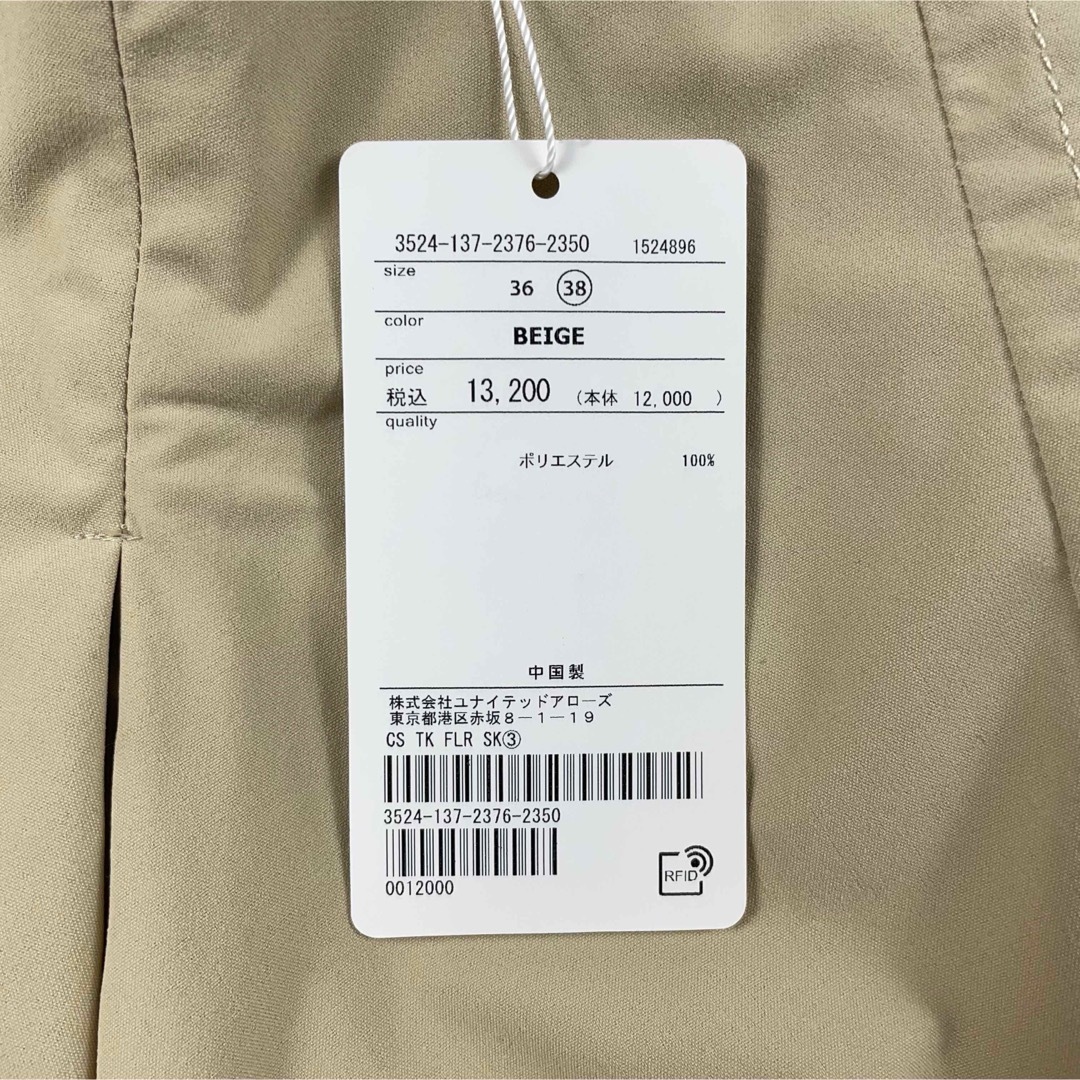 3524-137-2376-2350 1524896
size
36 38
color
BEIGE
price
税込 13,200 (本体 12,000 )
quality
ポリエステル 100%
中国製
株式会社ユナイテッドアローズ
東京都港区赤坂8-1-19
CS TK FLR SK③
3524-137-2376-2350
0012000
RFID